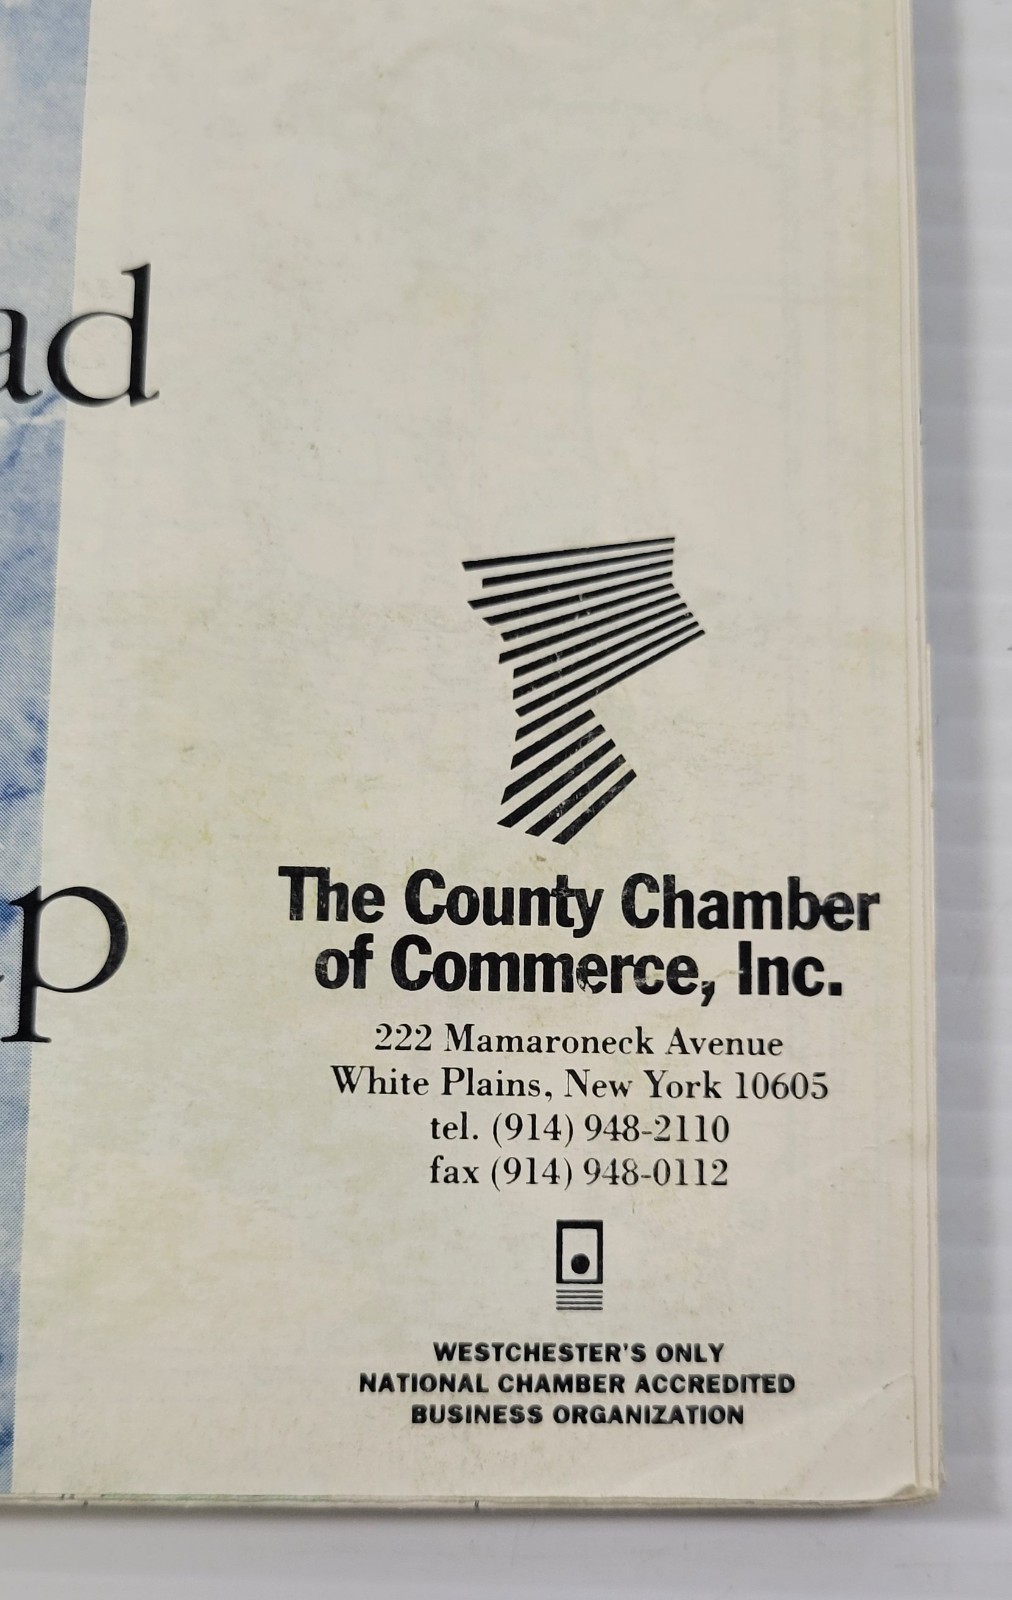 ad
p
The County Chamber
of Commerce, Inc.
222 Mamaroneck Avenue
White Plains, New York 10605
tel. (914) 948-2110
fax (914) 948-0112
WESTCHESTER'S ONLY
NATIONAL CHAMBER ACCREDITED
BUSINESS ORGANIZATION